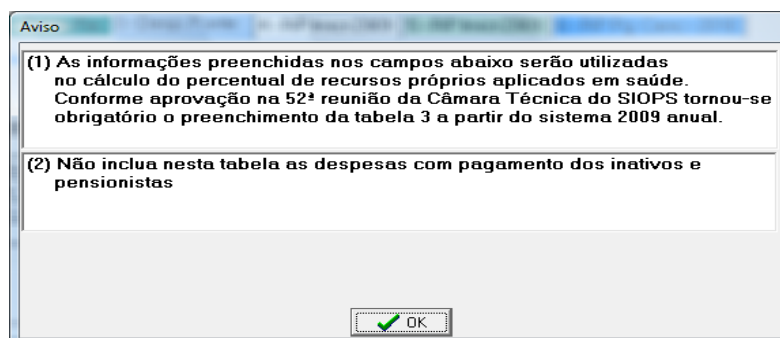 Aviso
(1) As informações preenchidas nos campos abaixo serão utilizadas
no cálculo do percentual de recursos próprios aplicados em saúde.
Conforme aprovação na 52ª reunião da Câmara Técnica do SIOPS tornou-se
obrigatório o preenchimento da tabela 3 a partir do sistema 2009 anual.
(2) Não inclua nesta tabela as despesas com pagamento dos inativos e
pensionistas
OK